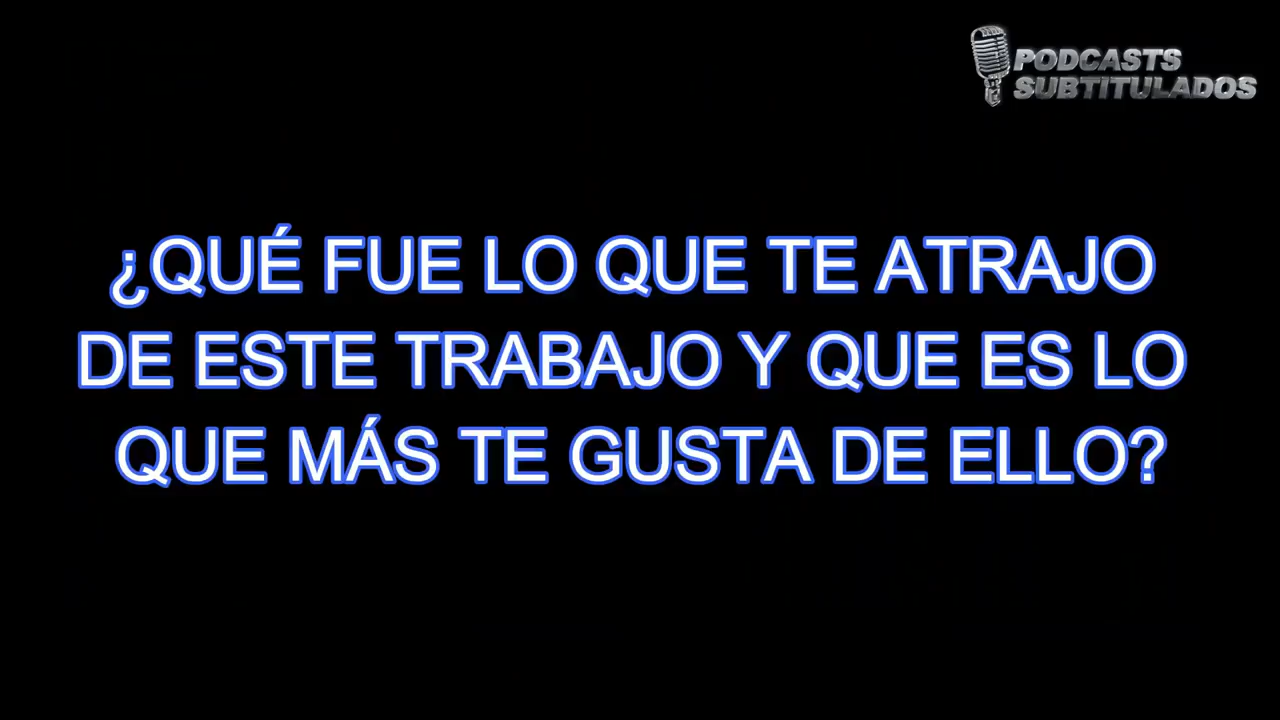 PODCASTS
SUBTITULADOS
¿QUÉ FUE LO QUE TE ATRAJO
DE ESTE TRABAJO Y QUE ES LO
QUE MÁS TE GUSTA DE ELLO?